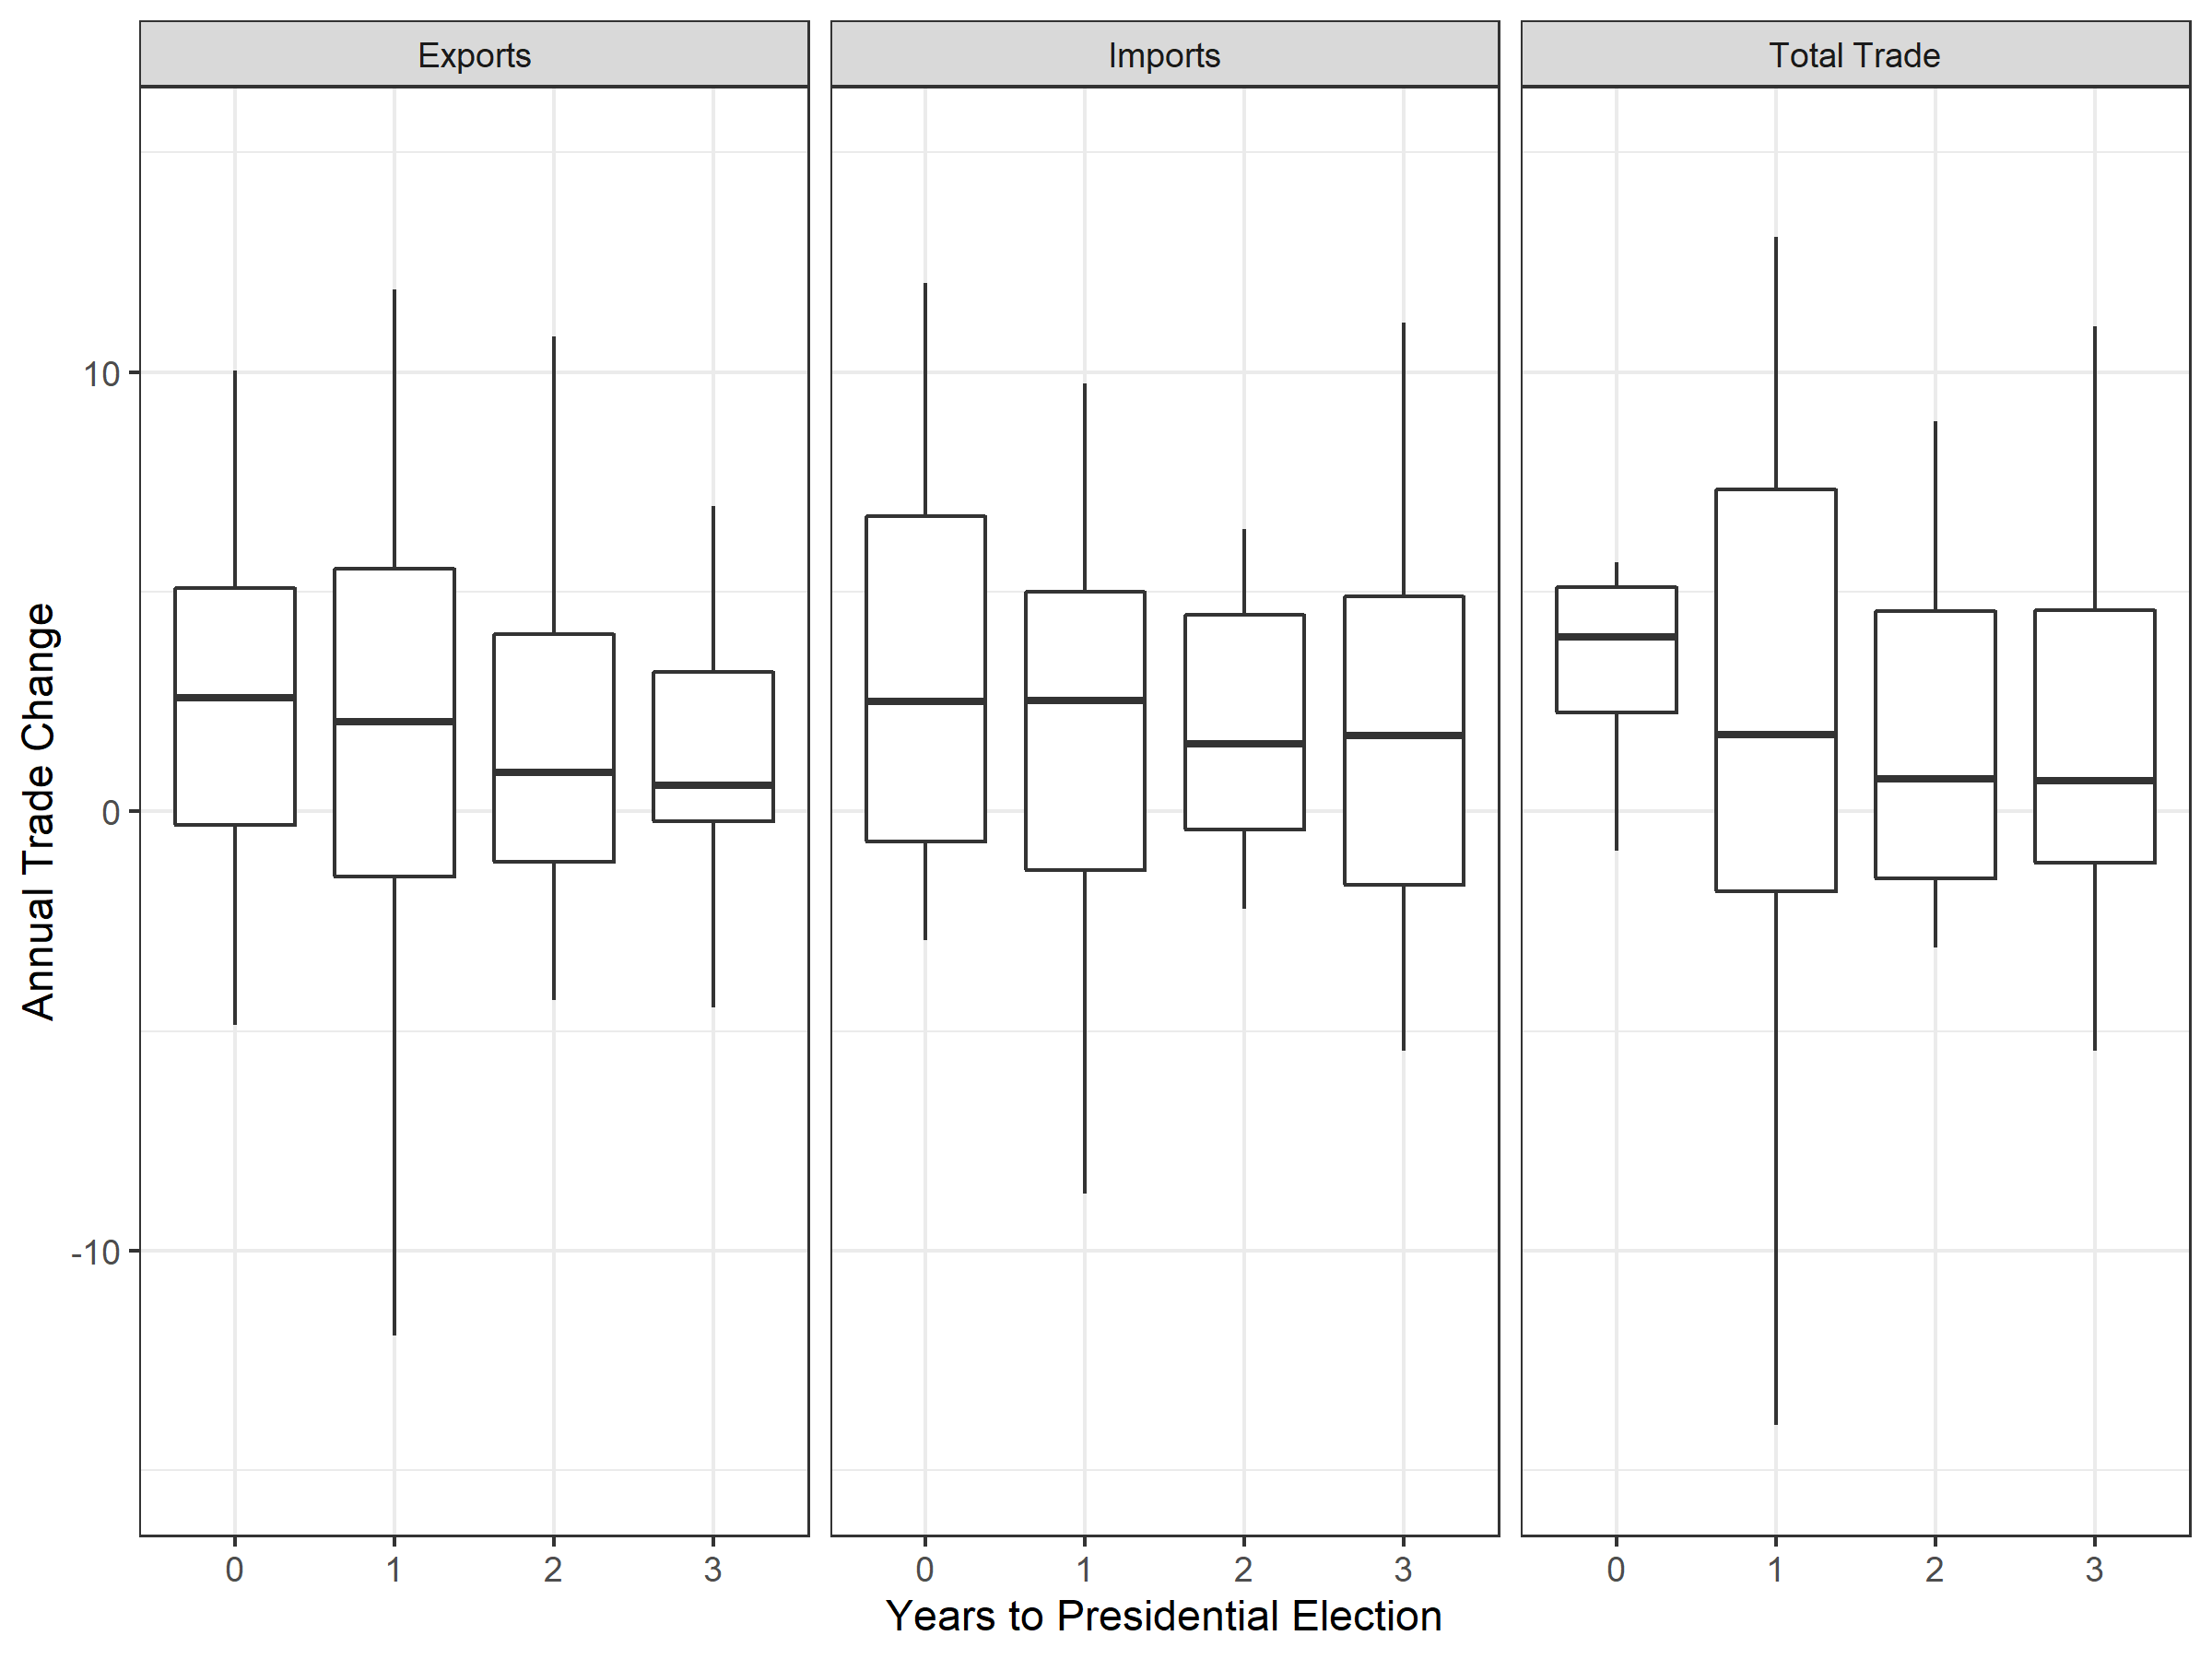 Exports
Imports
Total Trade
Annual Trade Change
10
0
-10
0 1 2 3
0 1 2 3
0 1 2 3
Years to Presidential Election